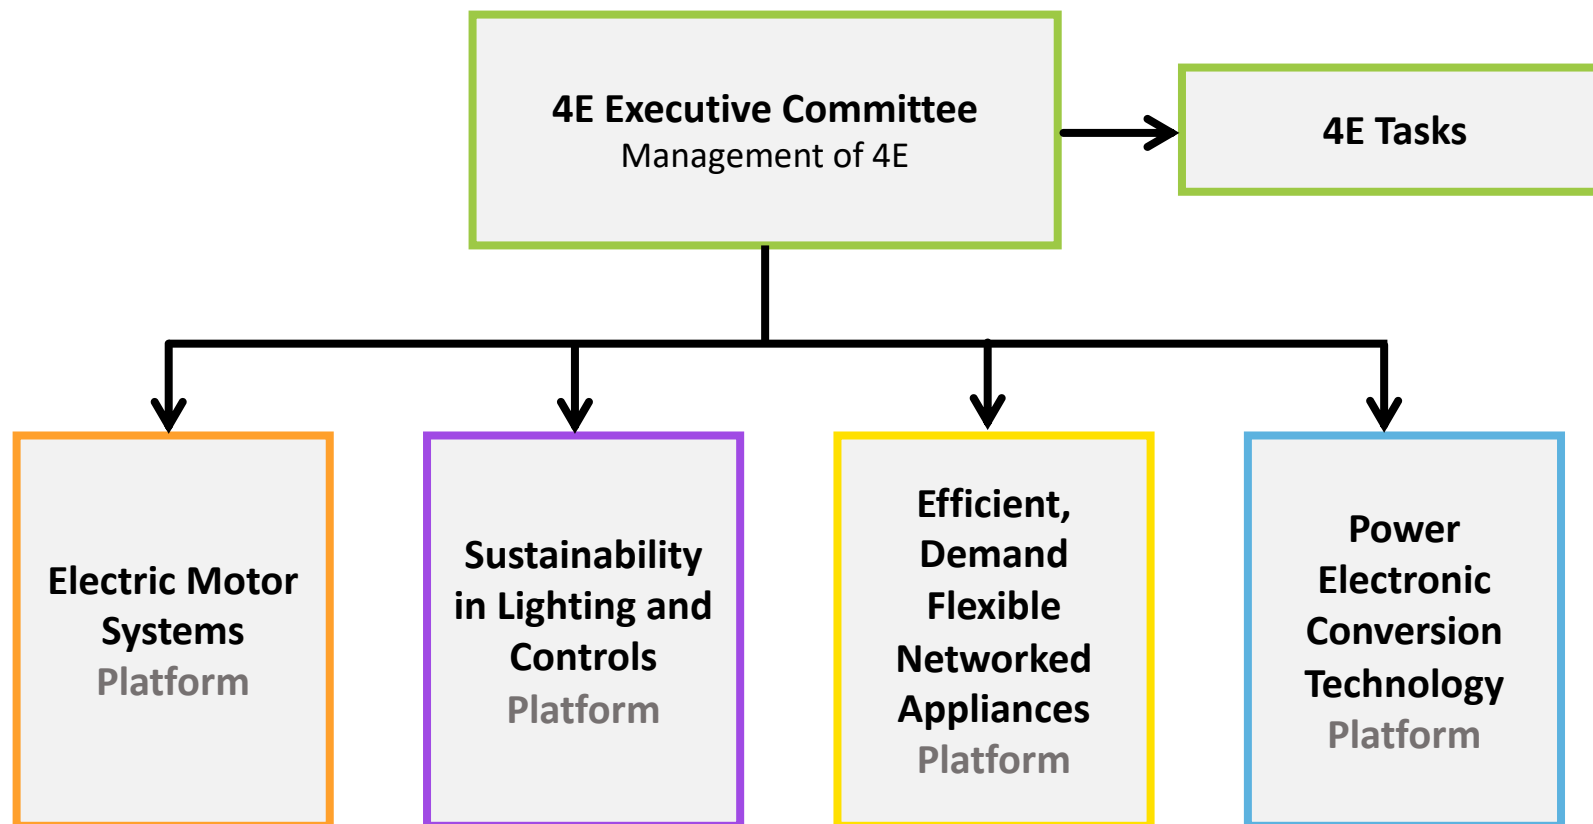 4E Executive Committee
Management of 4E
4E Tasks
Electric Motor
Systems
Platform
Sustainability
in Lighting and
Controls
Platform
Efficient,
Demand
Flexible
Networked
Appliances
Platform
Power
Electronic
Conversion
Technology
Platform